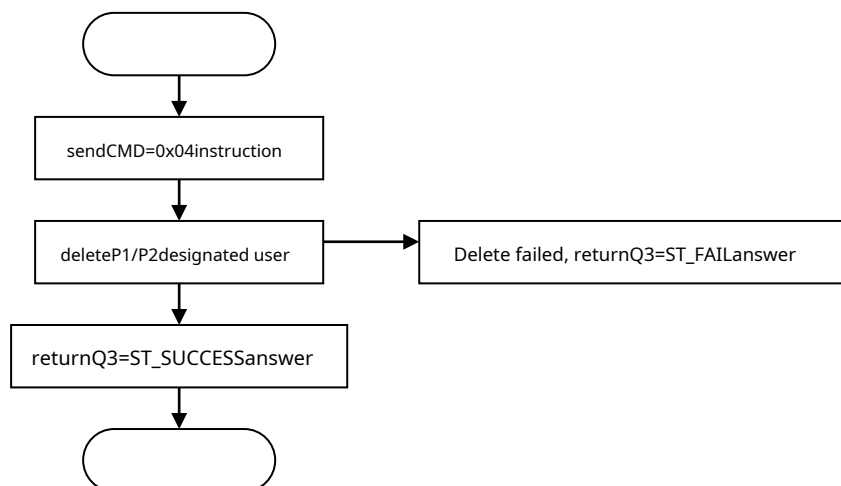 sendCMD=0x04instruction
deleteP1/P2designated user
Delete failed, returnQ3=ST_FAILanswer
returnQ3=ST_SUCCESSanswer